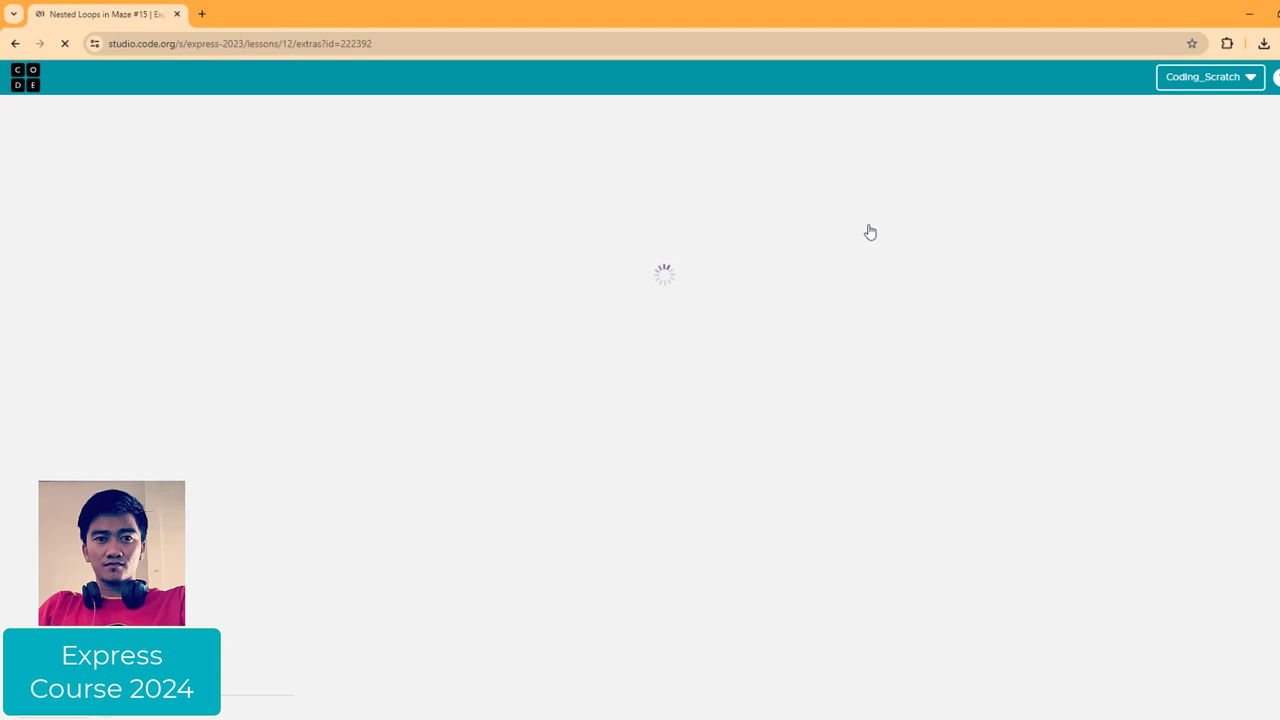 Nested Loops in Maze #15 | Ex
studio.code.org/s/express-2023/lessons/12/extras?id=222392
C O
D E
Coding_Scratch
Express
Course 2024